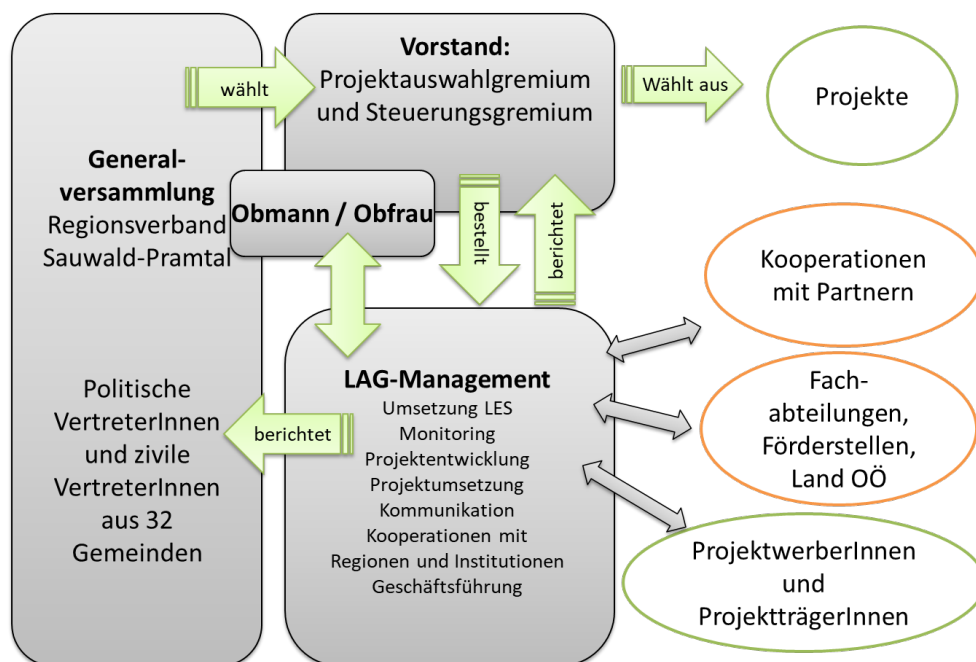 General-
versammlung
Regionsverband
Sauwald-Pramtal
Politische
VertreterInnen
und zivile
VertreterInnen
aus 32
Gemeinden
wählt
Vorstand:
Projektauswahlgremium
und Steuerungsgremium
Wählt aus
Projekte
Obmann / Obfrau
bestellt
berichtet
Kooperationen
mit Partnern
LAG-Management
Umsetzung LES
Monitoring
Projektentwicklung
Projektumsetzung
Kommunikation
Kooperationen mit
Regionen und Institutionen
Geschäftsführung
berichtet
Fach-
abteilungen,
Förderstellen,
Land OÖ
ProjektwerberInnen
und
ProjektträgerInnen